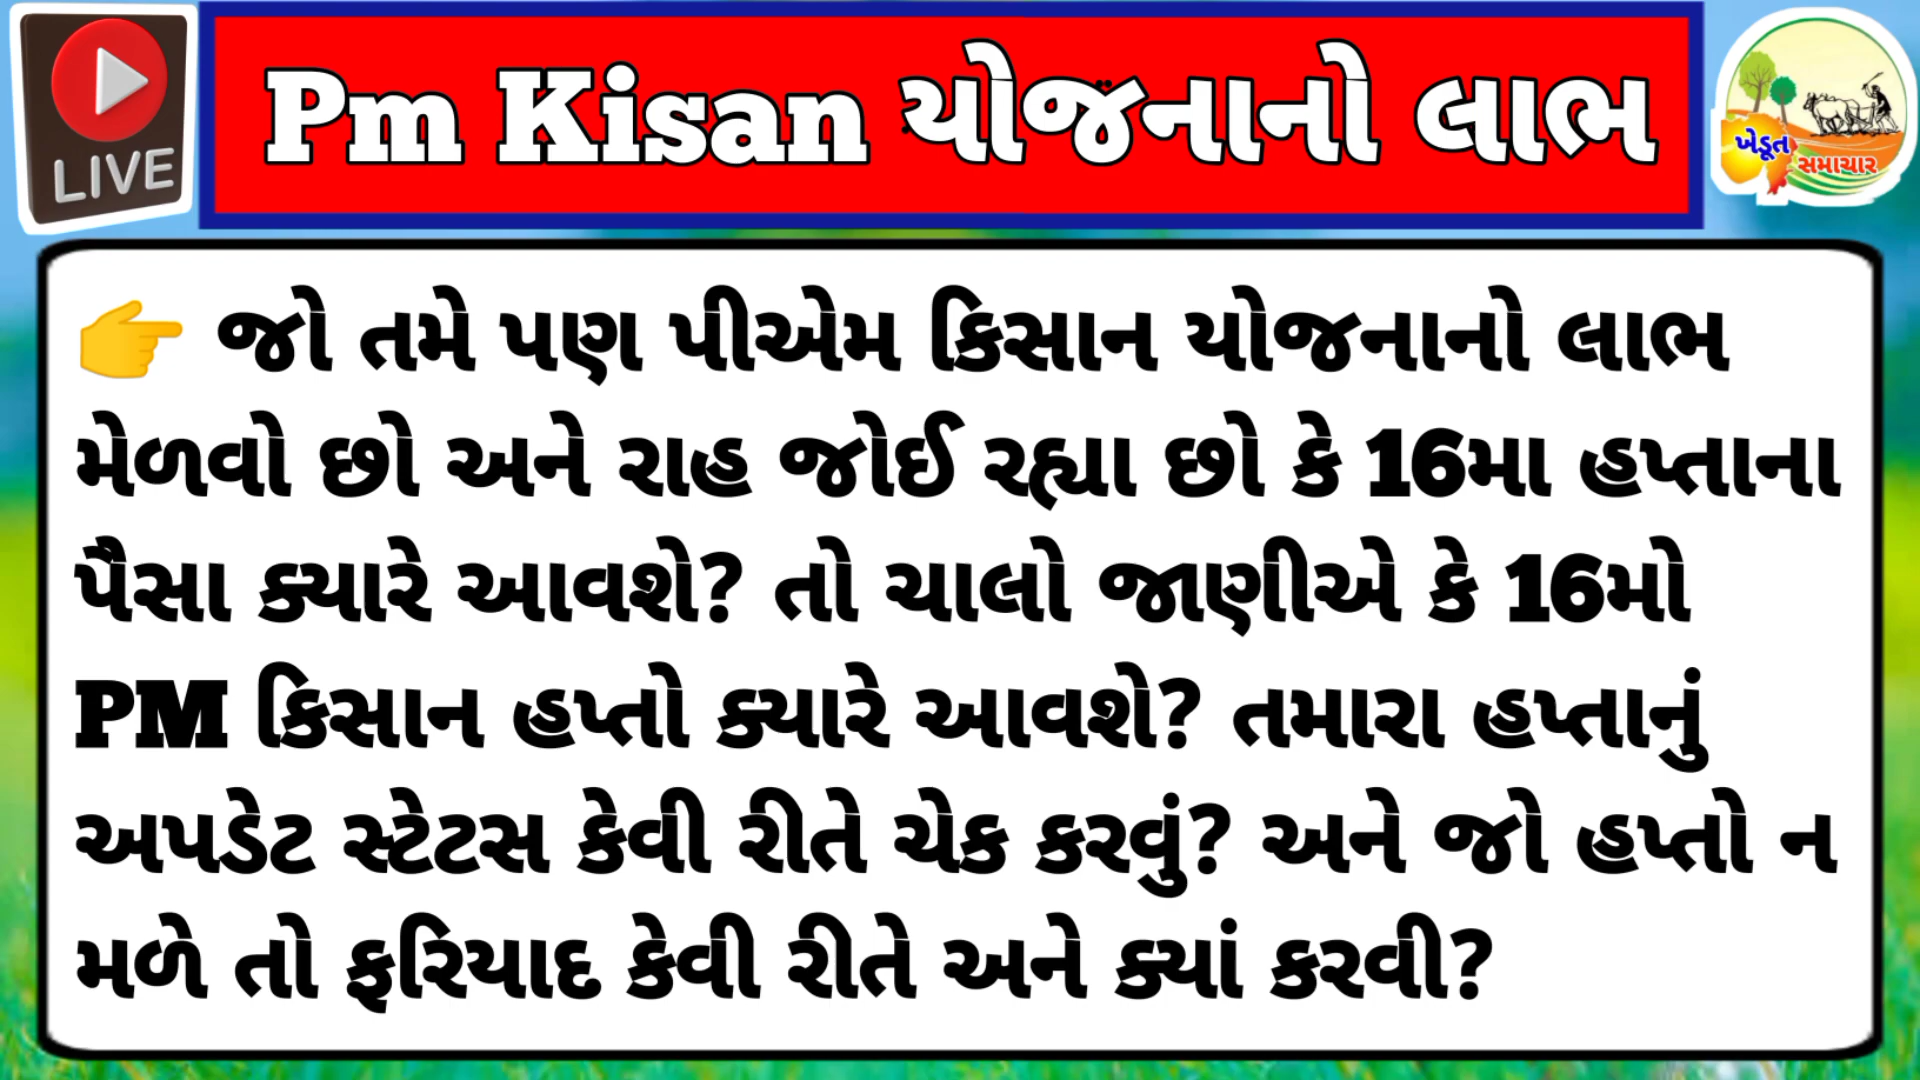 LIVE
Pm Kisan યોજનાનો લાભ
ખેડૂત
સમાચાર
👉 જો તમે પણ પીએમ કિસાન યોજનાનો લાભ
મેળવો છો અને રાહ જોઈ રહ્યા છો કે 16મા હપ્તાના
પૈસા ક્યારે આવશે? તો ચાલો જાણીએ કે 16મો
PM કિસાન હપ્તો ક્યારે આવશે? તમારા હપ્તાનું
અપડેટ સ્ટેટસ કેવી રીતે ચેક કરવું? અને જો હપ્તો ન
મળે તો ફરિયાદ કેવી રીતે અને ક્યાં કરવી?